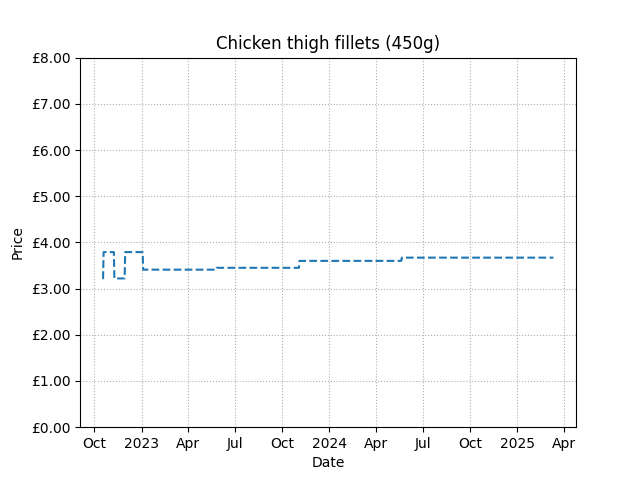 Chicken thigh fillets (450g)
£8.00
£7.00
£6.00
£5.00
£4.00
£3.00
£2.00
£1.00
£0.00
Price
Oct 2023 Apr Jul Oct 2024 Apr Jul Oct 2025 Apr
Date